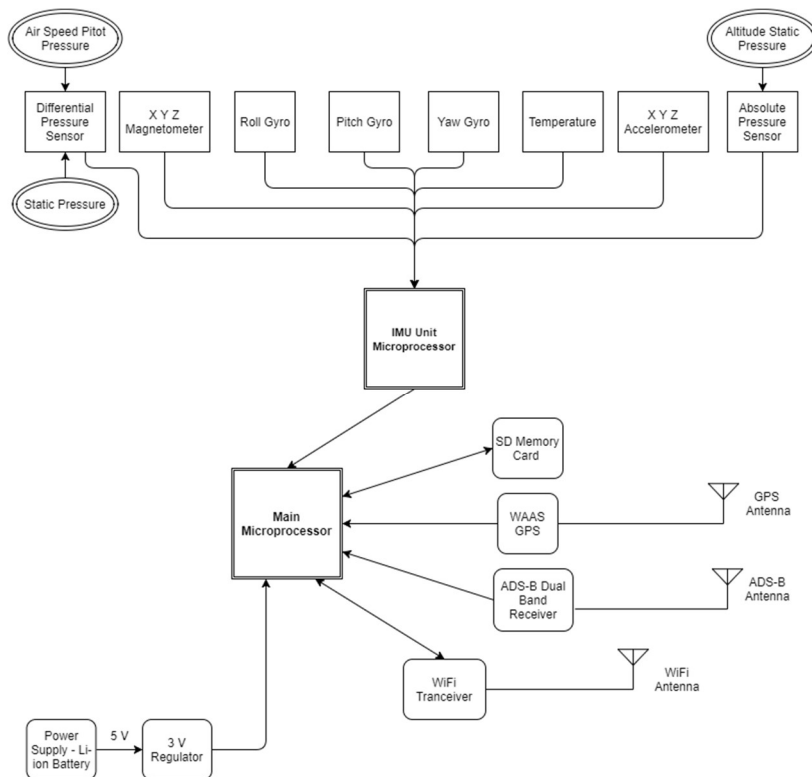 Air Speed Pitot
Pressure
Altitude Static
Pressure
Differential
Pressure
Sensor
X Y Z
Magnetometer
Roll Gyro
Pitch Gyro
Yaw Gyro
Temperature
X Y Z
Accelerometer
Absolute
Pressure
Sensor
Static Pressure
IMU Unit
Microprocessor
SD Memory
Card
Main
Microprocessor
WAAS
GPS
GPS
Antenna
ADS-B Dual
Band
Receiver
ADS-B
Antenna
WiFi
Tranceiver
WiFi
Antenna
Power
Supply - Li-
ion Battery
5 V
3 V
Regulator